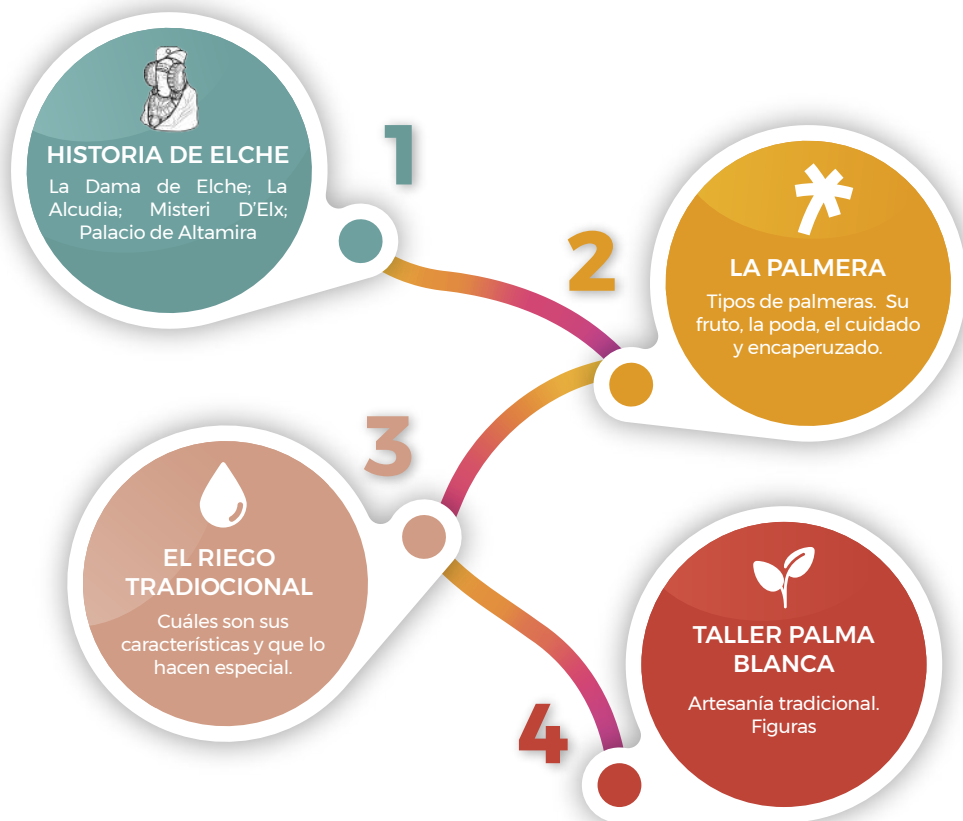 1
HISTORIA DE ELCHE
La Dama de Elche; La
Alcudia; Misteri D'Elx;
Palacio de Altamira
2
LA PALMERA
Tipos de palmeras. Su
fruto, la poda, el cuidado
y encaperuzado.
3
EL RIEGO
TRADIOCIONAL
Cuáles son sus
características y que lo
hacen especial.
4
TALLER PALMA
BLANCA
Artesanía tradicional.
Figuras